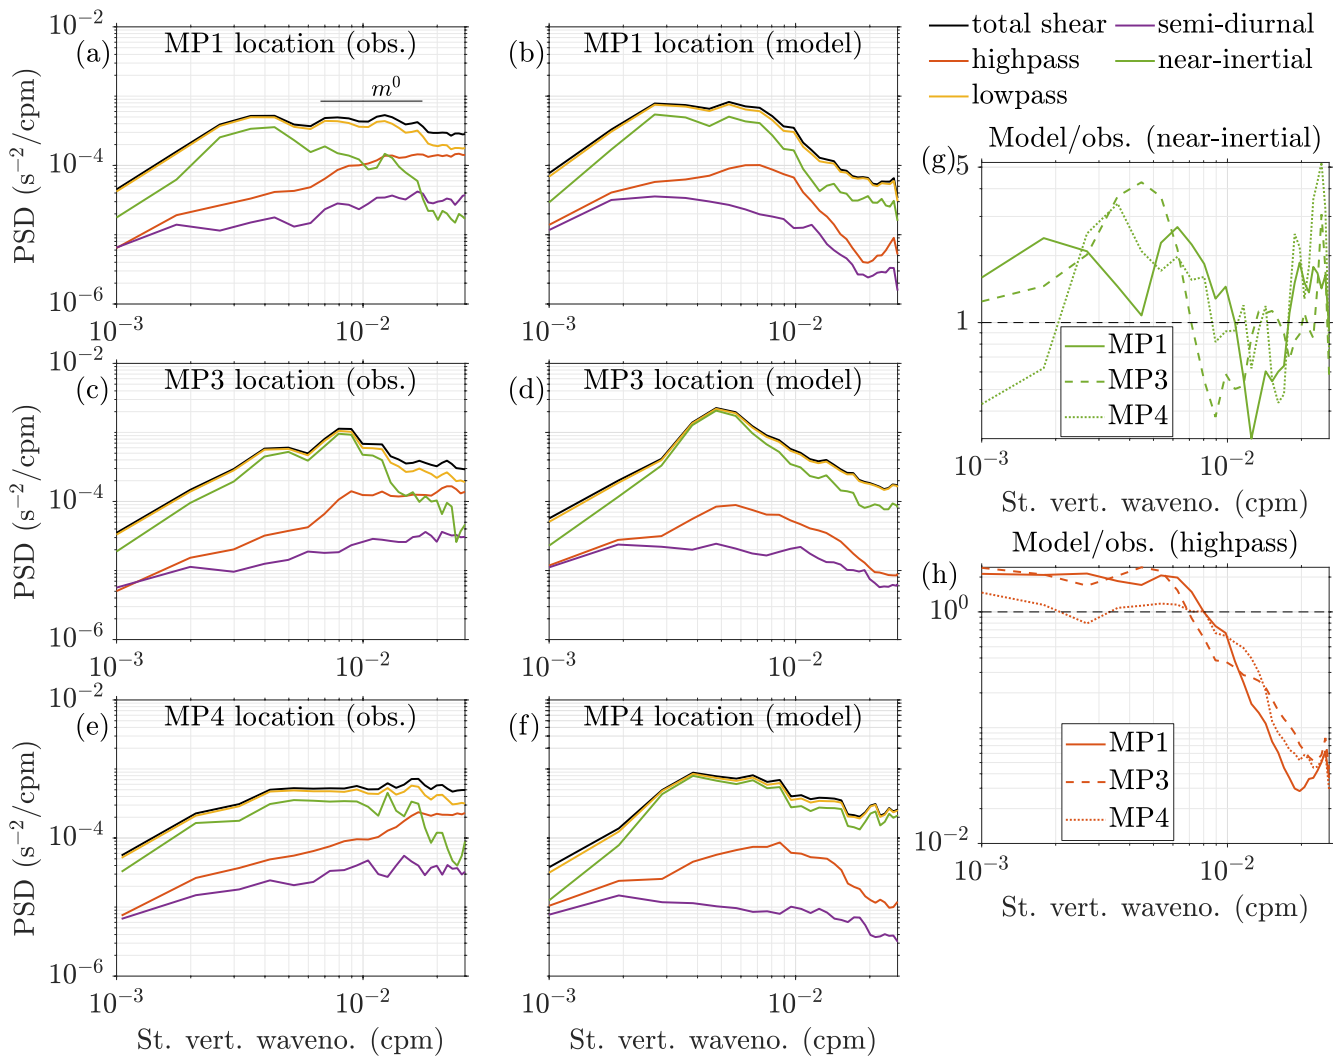 total shear
highpass
lowpass
semi-diurnal
near-inertial
(a) MP1 location (obs.)
m⁰
PSD (s⁻²/cpm)
10⁻²
10⁻⁴
10⁻⁶
10⁻³ 10⁻²
(b) MP1 location (model)
10⁻³ 10⁻²
(c) MP3 location (obs.)
PSD (s⁻²/cpm)
10⁻²
10⁻⁴
10⁻⁶
10⁻³ 10⁻²
(d) MP3 location (model)
10⁻³ 10⁻²
(e) MP4 location (obs.)
PSD (s⁻²/cpm)
10⁻²
10⁻⁴
10⁻⁶
10⁻³ 10⁻²
St. vert. waveno. (cpm)
(f) MP4 location (model)
10⁻³ 10⁻²
St. vert. waveno. (cpm)
Model/obs. (near-inertial)
(g)
5
1
MP1
MP3
MP4
10⁻³ 10⁻²
St. vert. waveno. (cpm)
Model/obs. (highpass)
(h)
10⁰
10⁻²
MP1
MP3
MP4
10⁻³ 10⁻²
St. vert. waveno. (cpm)